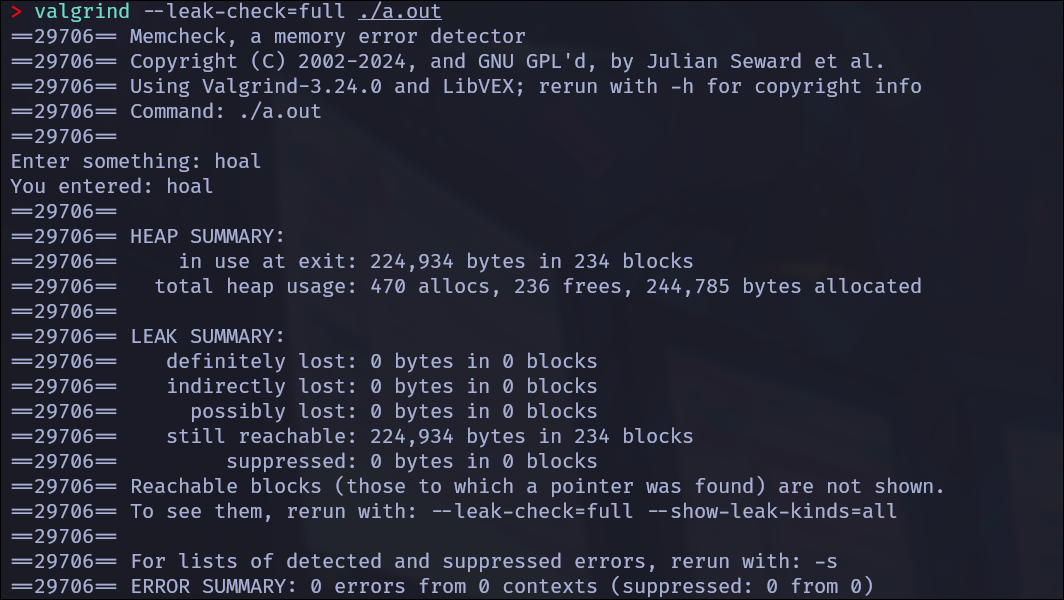 > valgrind --leak-check=full ./a.out
==29706== Memcheck, a memory error detector
==29706== Copyright (C) 2002-2024, and GNU GPL'd, by Julian Seward et al.
==29706== Using Valgrind-3.24.0 and LibVEX; rerun with -h for copyright info
==29706== Command: ./a.out
==29706==
Enter something: hoal
You entered: hoal
==29706==
==29706== HEAP SUMMARY:
==29706==     in use at exit: 224,934 bytes in 234 blocks
==29706==   total heap usage: 470 allocs, 236 frees, 244,785 bytes allocated
==29706==
==29706== LEAK SUMMARY:
==29706==    definitely lost: 0 bytes in 0 blocks
==29706==    indirectly lost: 0 bytes in 0 blocks
==29706==      possibly lost: 0 bytes in 0 blocks
==29706==    still reachable: 224,934 bytes in 234 blocks
==29706==         suppressed: 0 bytes in 0 blocks
==29706== Reachable blocks (those to which a pointer was found) are not shown.
==29706== To see them, rerun with: --leak-check=full --show-leak-kinds=all
==29706==
==29706== For lists of detected and suppressed errors, rerun with: -s
==29706== ERROR SUMMARY: 0 errors from 0 contexts (suppressed: 0 from 0)